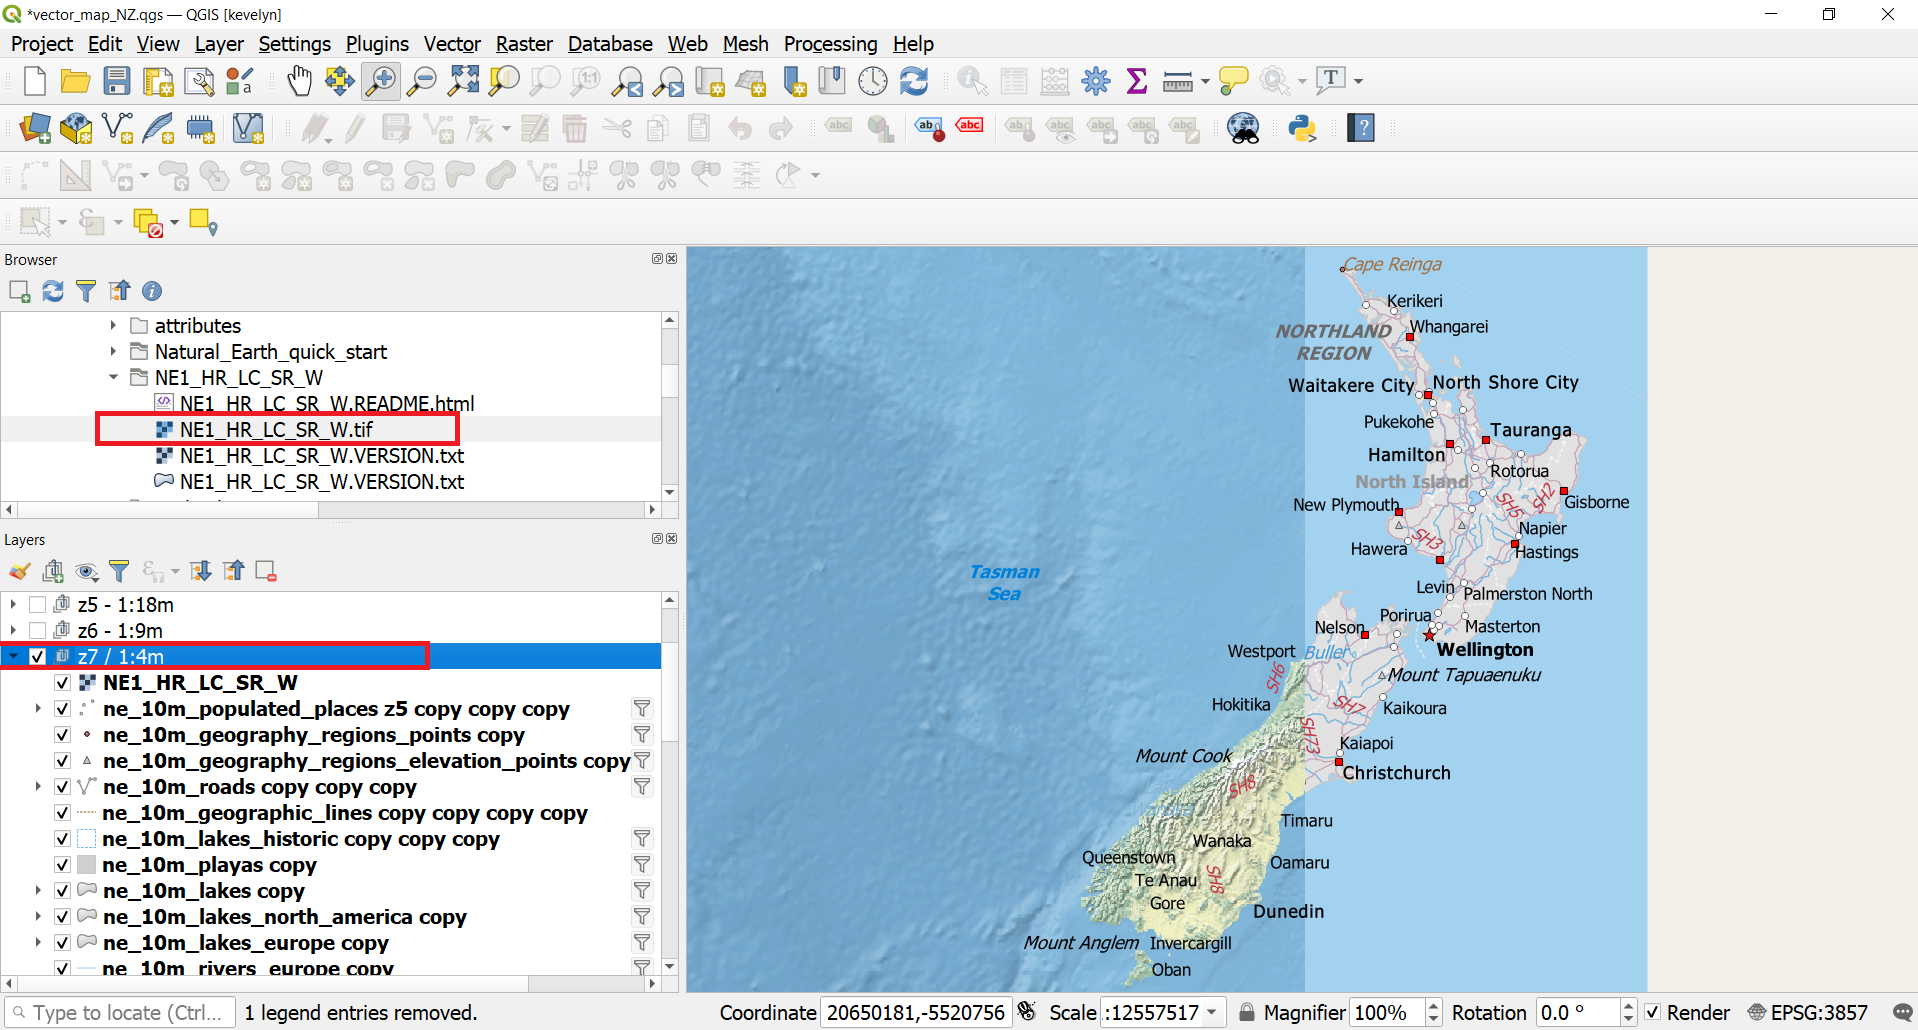 *vector_map_NZ.qgs — QGIS [kevelyn]
Project Edit View Layer Settings Plugins Vector Raster Database Web Mesh Processing Help
Browser
attributes
Natural_Earth_quick_start
NE1_HR_LC_SR_W
NE1_HR_LC_SR_W.README.html
NE1_HR_LC_SR_W.tif
NE1_HR_LC_SR_W.VERSION.txt
NE1_HR_LC_SR_W.VERSION.txt
Layers
z5 - 1:18m
z6 - 1:9m
z7 / 1:4m
NE1_HR_LC_SR_W
ne_10m_populated_places z5 copy copy copy
ne_10m_geography_regions_points copy
ne_10m_geography_regions_elevation_points copy
ne_10m_roads copy copy copy
ne_10m_geographic_lines copy copy copy copy
ne_10m_lakes_historic copy copy copy
ne_10m_playas copy
ne_10m_lakes copy
ne_10m_lakes_north_america copy
ne_10m_lakes_europe copy
ne_10m_rivers_europe copy
Cape Reinga
Kerikeri
Whangarei
NORTHLAND
REGION
Waitakere City
North Shore City
Pukekohe
Tauranga
Hamilton
Rotorua
North Island
SH2
SH5
Gisborne
New Plymouth
Napier
SH3
Hawera
Hastings
Tasman
Sea
Levin
Palmerston North
Porirua
Nelson
Masterton
Westport
Buller
Wellington
SH6
Mount Tapuaenuku
Hokitika
SH7
Kaikoura
SH73
Kaiapoi
Mount Cook
Christchurch
SH8
Timaru
Wanaka
Queenstown
Oamaru
Te Anau
SH8
Gore
Dunedin
Mount Anglem
Invercargill
Oban
Type to locate (Ctrl...
1 legend entries removed.
Coordinate 20650181,-5520756
Scale :12557517
Magnifier 100%
Rotation 0.0 °
Render
EPSG:3857